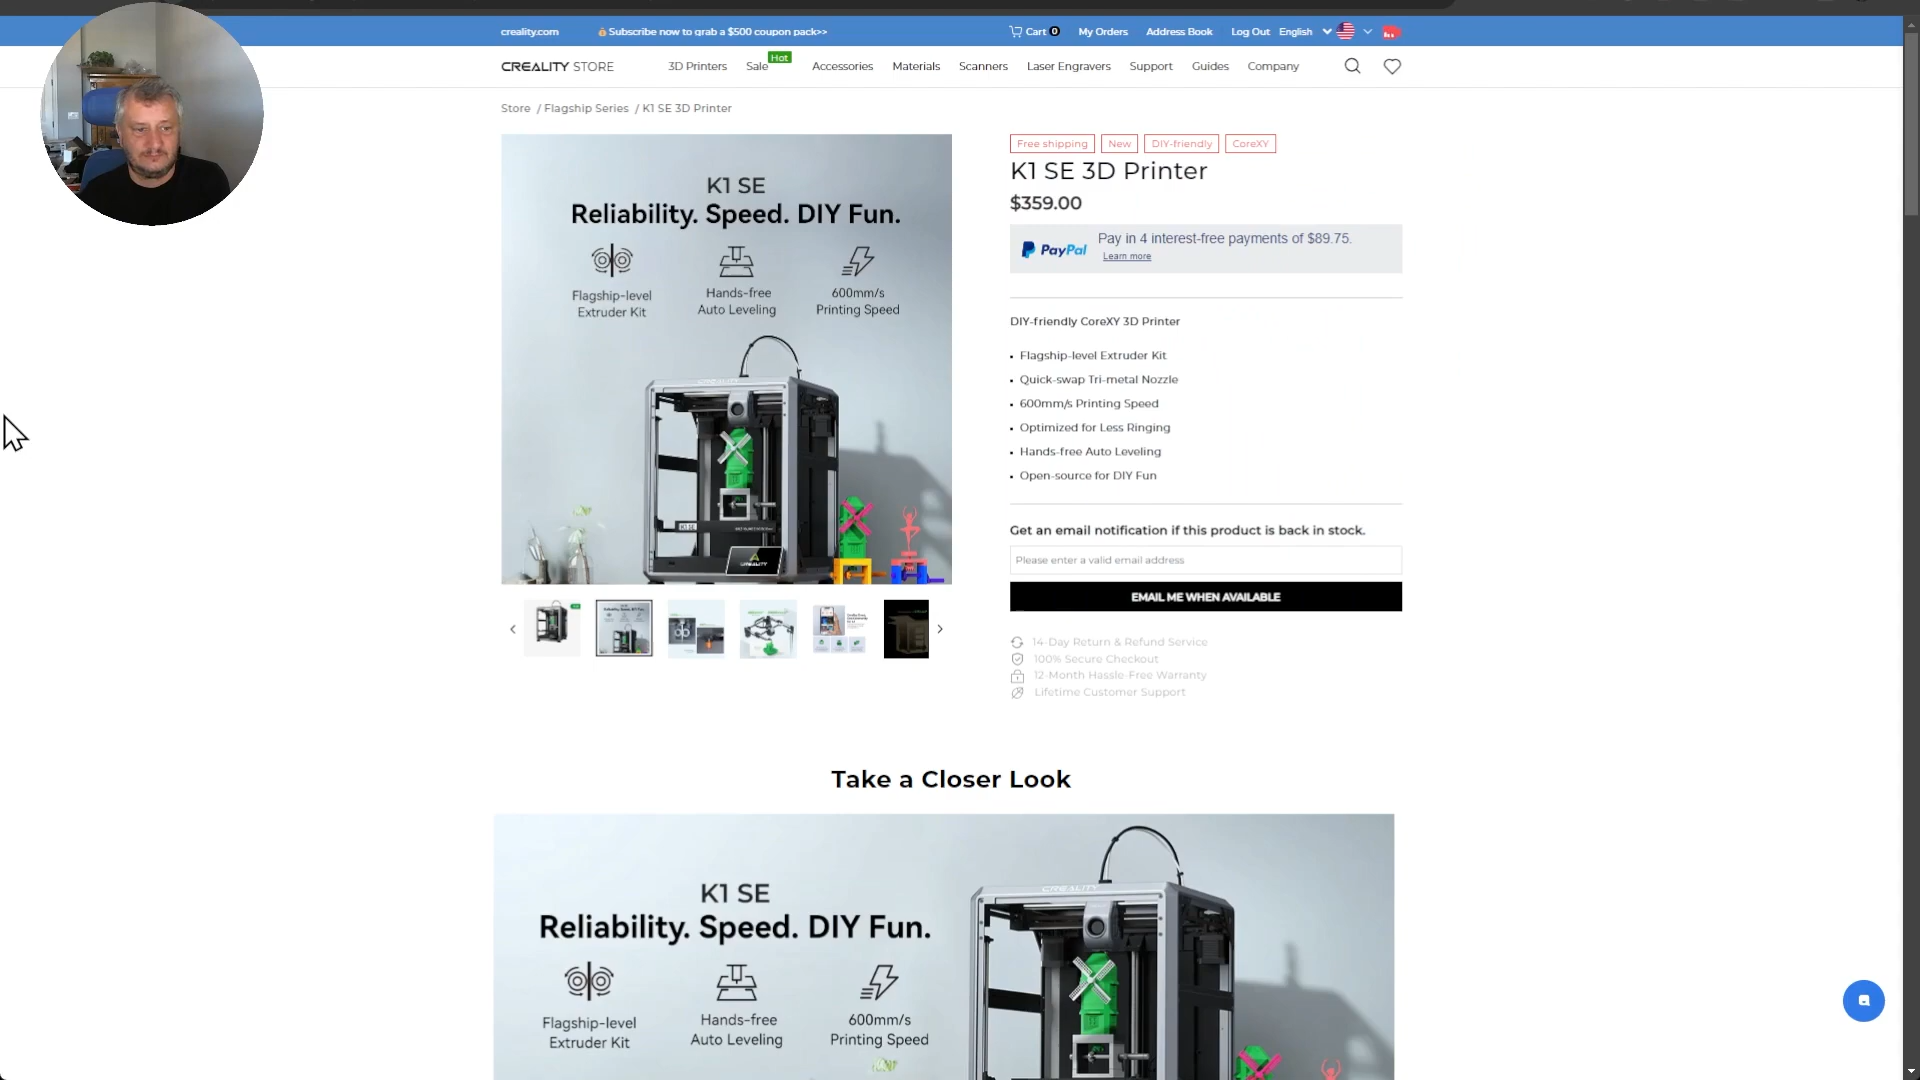 creality.com
Subscribe now to grab a $500 coupon pack>>
Cart 0
My Orders
Address Book
Log Out
English
CREALITY STORE
3D Printers
Sale
Hot
Accessories
Materials
Scanners
Laser Engravers
Support
Guides
Company
Store / Flagship Series / K1 SE 3D Printer
K1 SE
Reliability. Speed. DIY Fun.
Flagship-level
Extruder Kit
Hands-free
Auto Leveling
600mm/s
Printing Speed
CREALITY
K1 SE
CREALITY
Free shipping
New
DIY-friendly
CoreXY
K1 SE 3D Printer
$359.00
PayPal
Pay in 4 interest-free payments of $89.75.
Learn more
DIY-friendly CoreXY 3D Printer
• Flagship-level Extruder Kit
• Quick-swap Tri-metal Nozzle
• 600mm/s Printing Speed
• Optimized for Less Ringing
• Hands-free Auto Leveling
• Open-source for DIY Fun
Get an email notification if this product is back in stock.
Please enter a valid email address
EMAIL ME WHEN AVAILABLE
14-Day Return & Refund Service
100% Secure Checkout
12-Month Hassle-Free Warranty
Lifetime Customer Support
Take a Closer Look
K1 SE
Reliability. Speed. DIY Fun.
Flagship-level
Extruder Kit
Hands-free
Auto Leveling
600mm/s
Printing Speed
CREALITY